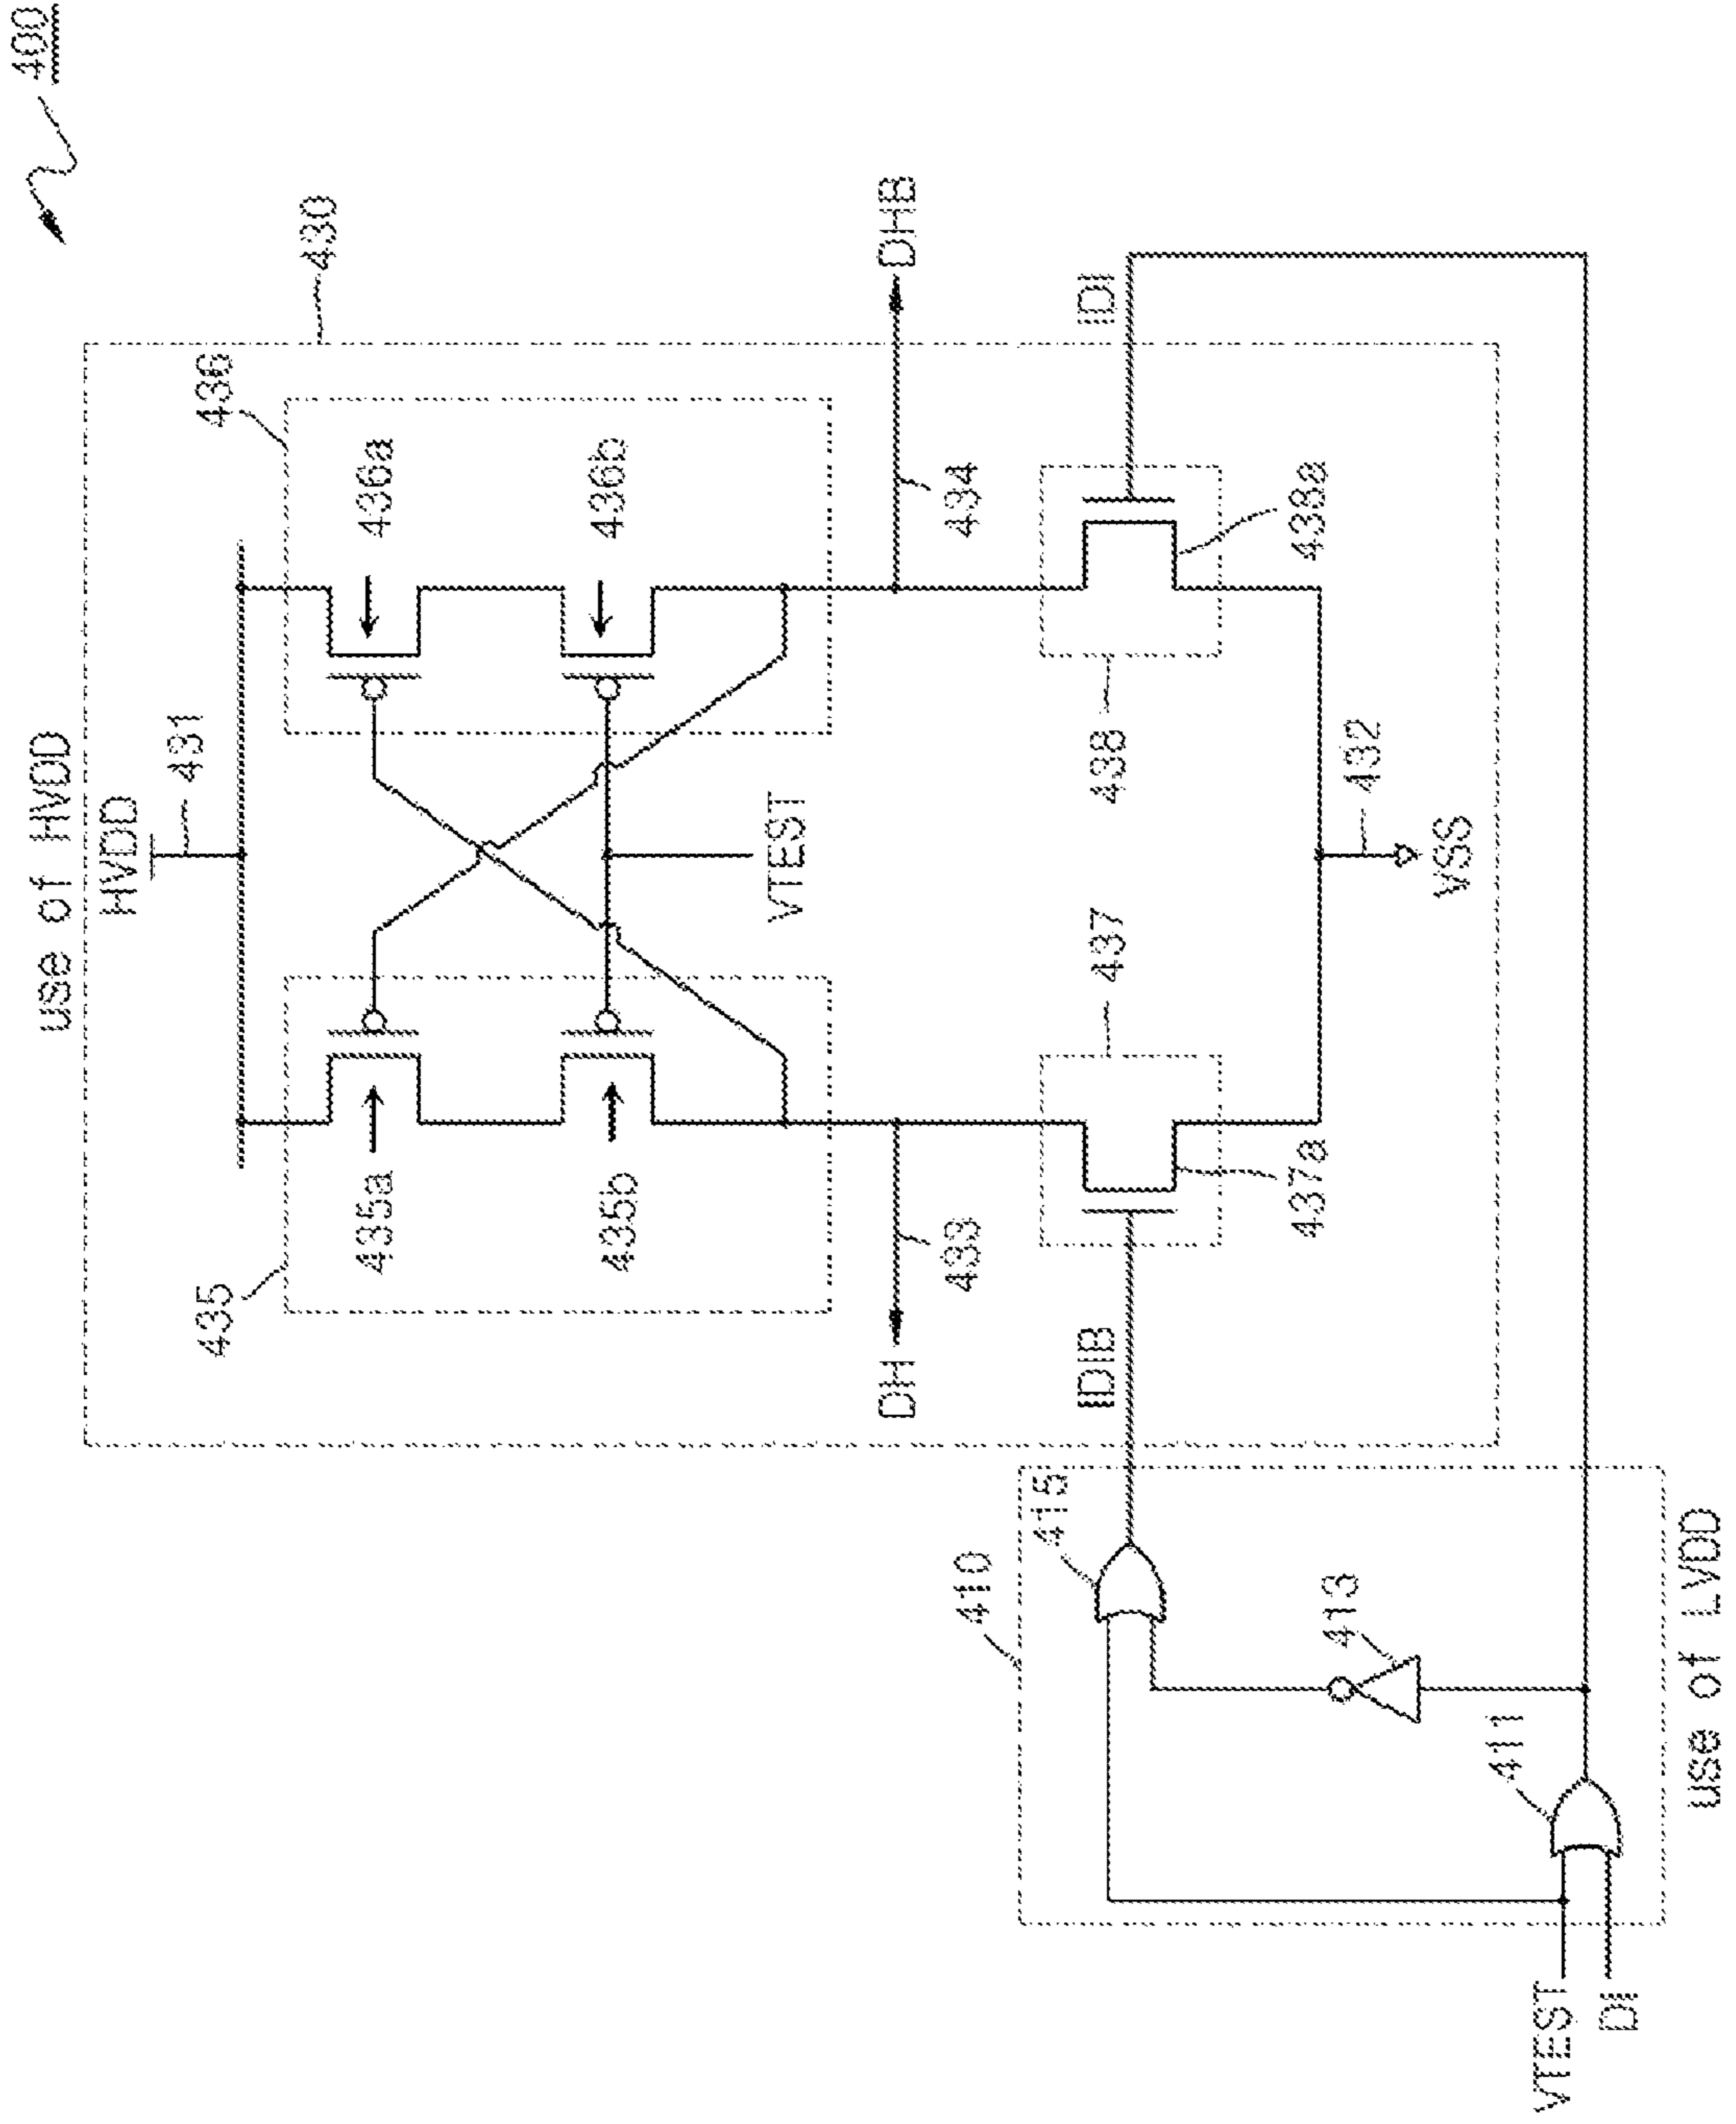 400
use of HVDD
HVDD
431
430
435
436
435a
436a
435b
436b
VTEST
DH
433
434
DHB
IDIB
437
438
IDI
437a
438a
432
VSS
410
415
413
411
VTEST
DI
use of LVDD